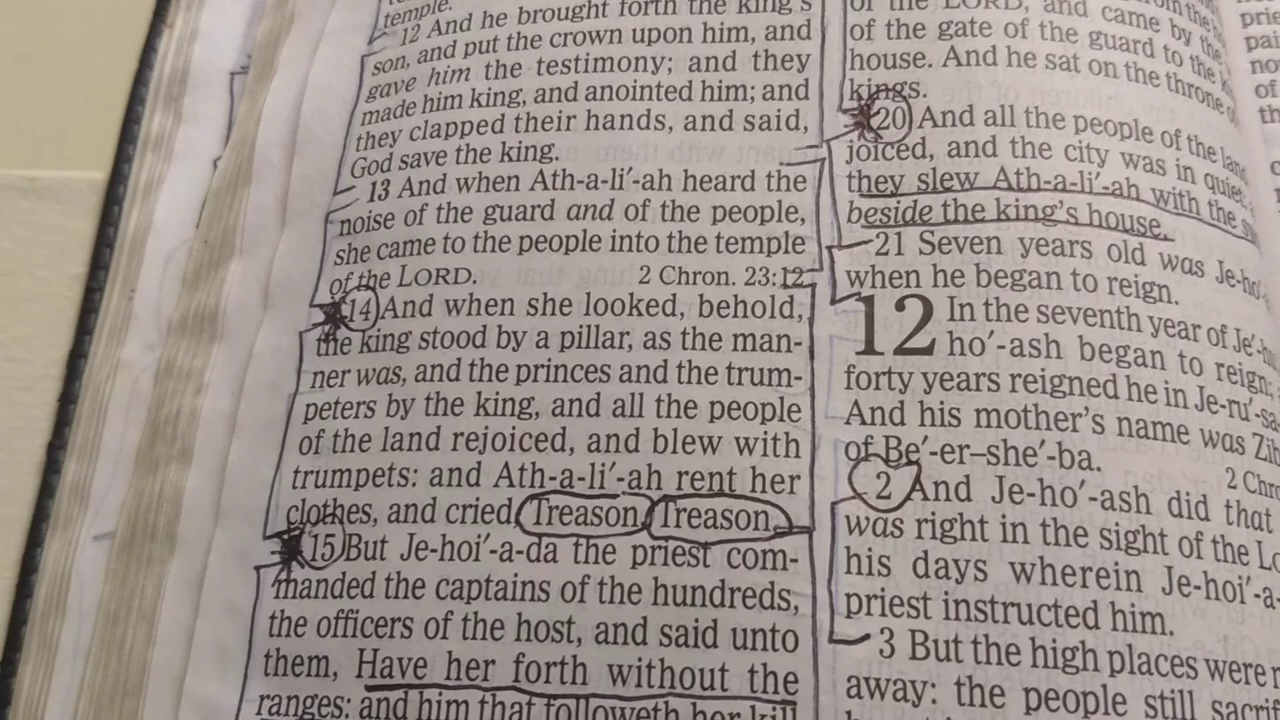 temple.
12 And he brought forth the king's
son, and put the crown upon him, and
gave him the testimony; and they
made him king, and anointed him; and
they clapped their hands, and said,
God save the king.
13 And when Ath-a-li′-ah heard the
noise of the guard and of the people,
she came to the people into the temple
of the LORD. 2 Chron. 23:12
14 And when she looked, behold,
the king stood by a pillar, as the man-
ner was, and the princes and the trum-
peters by the king, and all the people
of the land rejoiced, and blew with
trumpets: and Ath-a-li′-ah rent her
clothes, and cried, Treason, Treason.
15 But Je-hoi′-a-da the priest com-
manded the captains of the hundreds,
the officers of the host, and said unto
them, Have her forth without the
ranges: and him that followeth her kill
of the LORD, and came by the
of the gate of the guard to the
house. And he sat on the throne
kings.
20 And all the people of the
joiced, and the city was in quiet:
they slew Ath-a-li′-ah with the
beside the king's house.
21 Seven years old was
when he began to reign.
12 In the seventh year of
ho′-ash began to reign;
forty years reigned he in
And his mother's name was
of Be′-er–she′-ba.
2
2 And Je-ho′-ash did that
was right in the sight of the
his days wherein
priest instructed him.
3 But the high places were
away: the people still
of